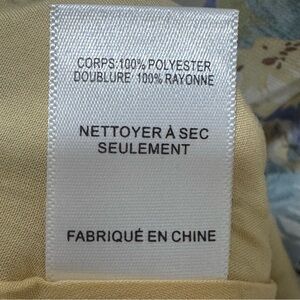 CORPS:100% POLYESTER
DOUBLURE: 100% RAYONNE
NETTOYER À SEC
SEULEMENT
FABRIQUÉ EN CHINE